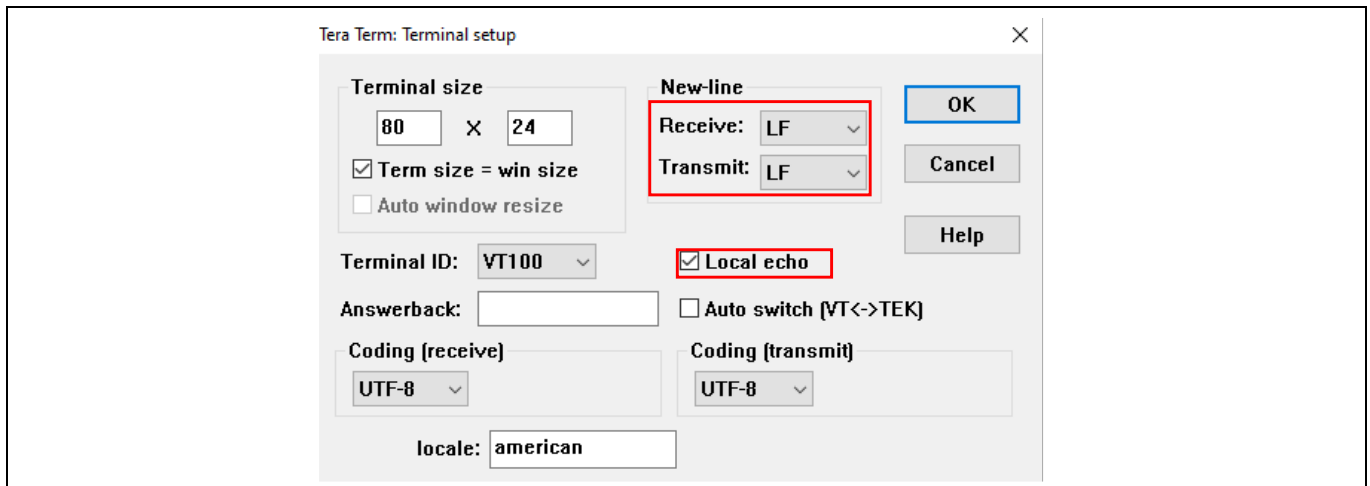 Tera Term: Terminal setup
Terminal size
80 X 24
Term size = win size
Auto window resize
New-line
Receive: LF
Transmit: LF
OK
Cancel
Help
Terminal ID: VT100
Local echo
Answerback:
Auto switch (VT<->TEK)
Coding (receive)
UTF-8
Coding (transmit)
UTF-8
locale: american